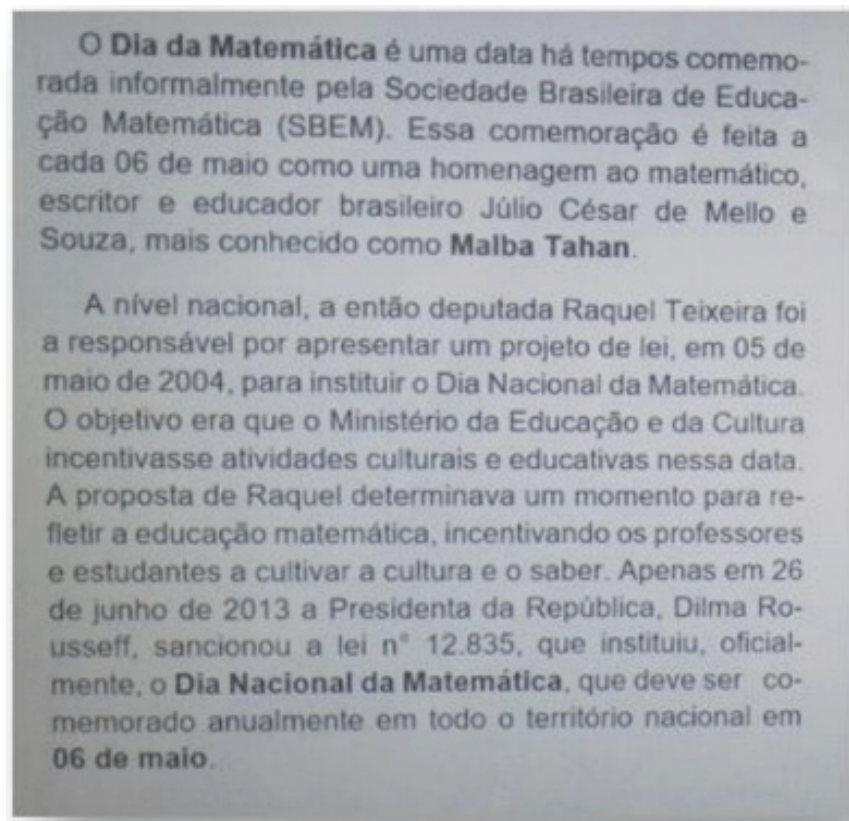 O Dia da Matemática é uma data há tempos comemo-
rada informalmente pela Sociedade Brasileira de Educa-
ção Matemática (SBEM). Essa comemoração é feita a
cada 06 de maio como uma homenagem ao matemático,
escritor e educador brasileiro Júlio César de Mello e
Souza, mais conhecido como Malba Tahan.
A nível nacional, a então deputada Raquel Teixeira foi
a responsável por apresentar um projeto de lei, em 05 de
maio de 2004, para instituir o Dia Nacional da Matemática.
O objetivo era que o Ministério da Educação e da Cultura
incentivasse atividades culturais e educativas nessa data.
A proposta de Raquel determinava um momento para re-
fletir a educação matemática, incentivando os professores
e estudantes a cultivar a cultura e o saber. Apenas em 26
de junho de 2013 a Presidenta da República, Dilma Ro-
usseff, sancionou a lei n° 12.835, que instituiu, oficial-
mente, o Dia Nacional da Matemática, que deve ser co-
memorado anualmente em todo o território nacional em
06 de maio.